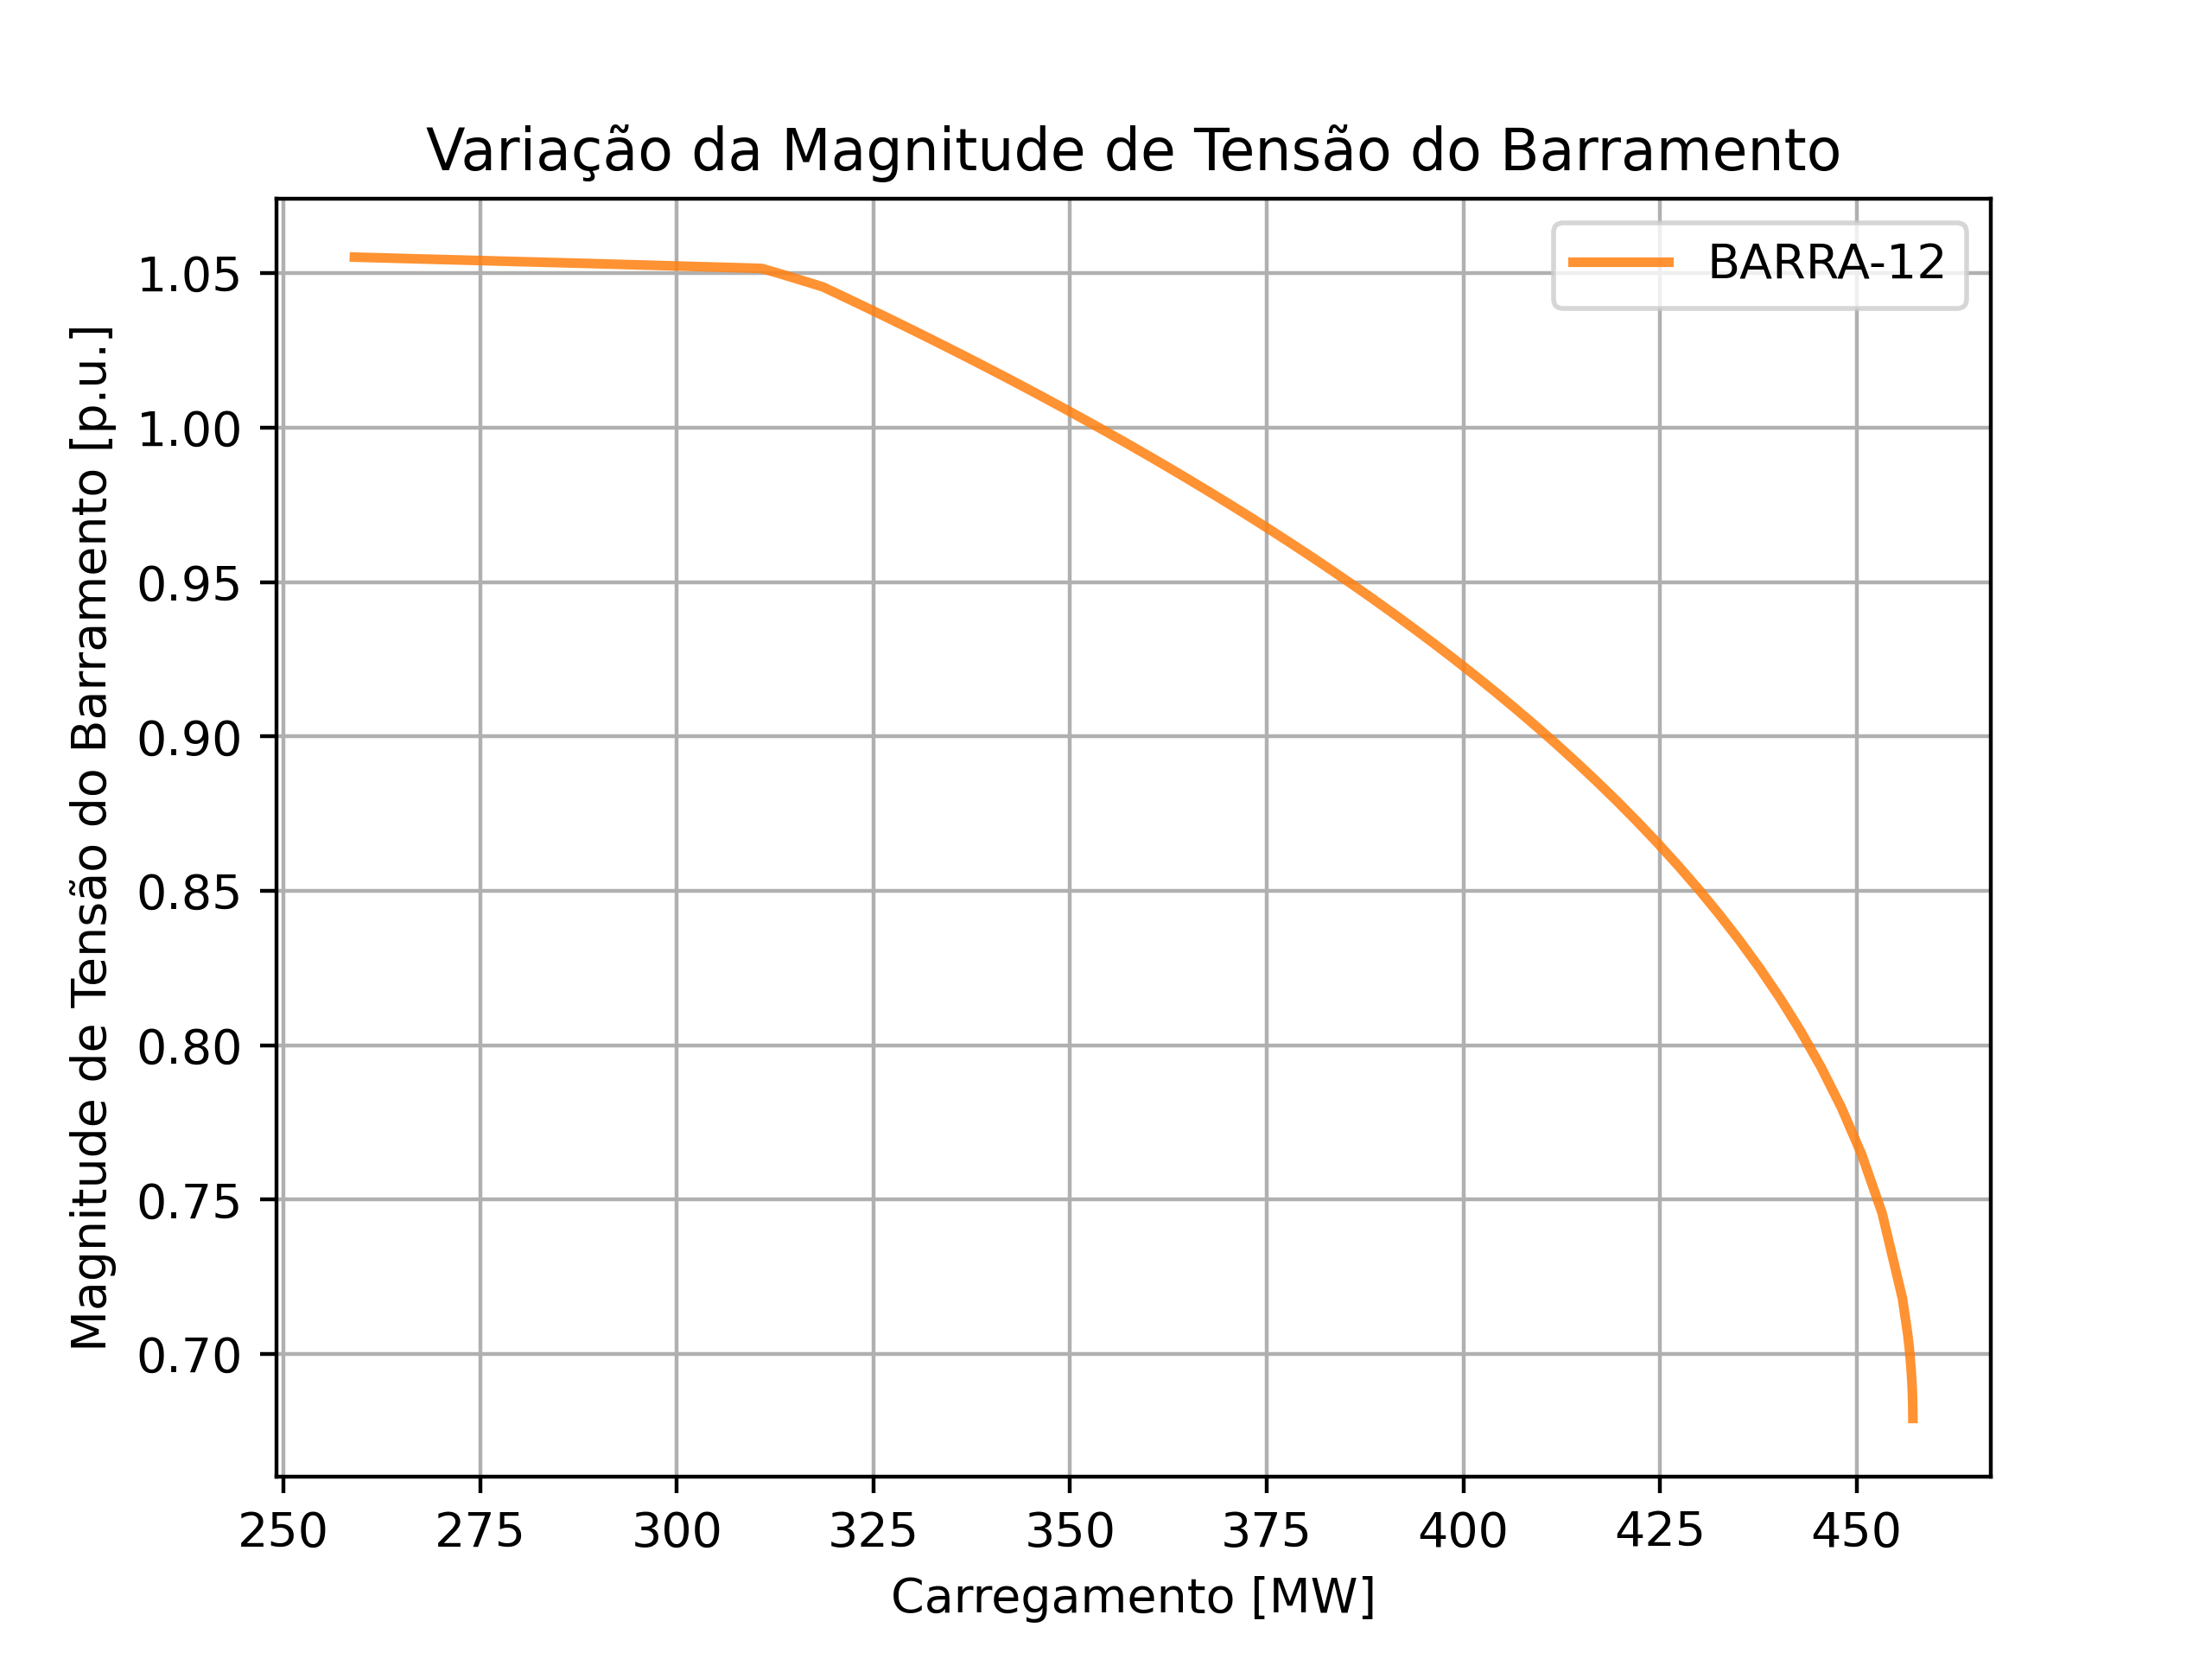 Variação da Magnitude de Tensão do Barramento
BARRA-12
Magnitude de Tensão do Barramento [p.u.]
1.05
1.00
0.95
0.90
0.85
0.80
0.75
0.70
250 275 300 325 350 375 400 425 450
Carregamento [MW]